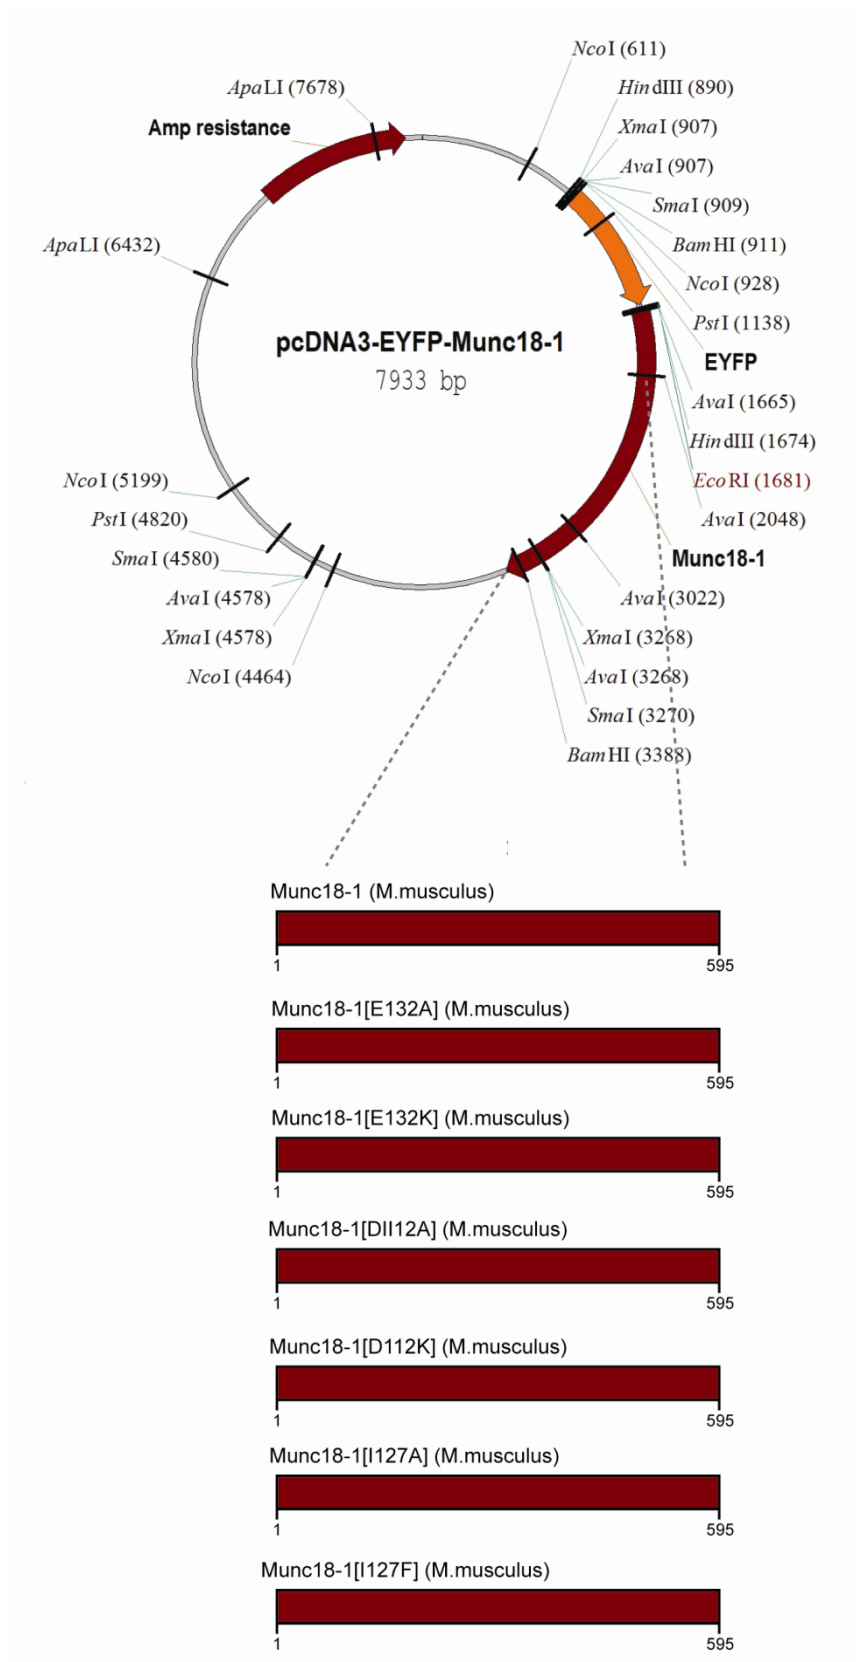 NcoI (611)
ApaLI (7678)
HindIII (890)
Amp resistance
XmaI (907)
AvaI (907)
SmaI (909)
BamHI (911)
ApaLI (6432)
NcoI (928)
PstI (1138)
pcDNA3-EYFP-Munc18-1
EYFP
7933 bp
AvaI (1665)
HindIII (1674)
NcoI (5199)
EcoRI (1681)
PstI (4820)
AvaI (2048)
SmaI (4580)
Munc18-1
AvaI (4578)
AvaI (3022)
XmaI (4578)
XmaI (3268)
NcoI (4464)
AvaI (3268)
SmaI (3270)
BamHI (3388)
Munc18-1 (M.musculus)
1 595
Munc18-1[E132A] (M.musculus)
1 595
Munc18-1[E132K] (M.musculus)
1 595
Munc18-1[DII12A] (M.musculus)
1 595
Munc18-1[D112K] (M.musculus)
1 595
Munc18-1[I127A] (M.musculus)
1 595
Munc18-1[I127F] (M.musculus)
1 595